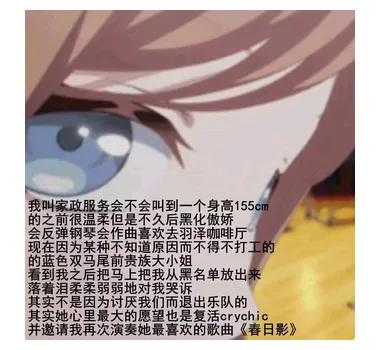 我叫家政服务会不会叫到一个身高155cm
的之前很温柔但是不久后黑化傲娇
会反弹钢琴会作曲喜欢去羽泽咖啡厅
现在因为某种不知道原因而不得不打工的
的蓝色双马尾前贵族大小姐
看到我之后把马上把我从黑名单放出来
落着泪柔柔弱弱地对我哭诉
其实不是因为讨厌我们而退出乐队的
其实她心里最大的愿望也是复活crychic
并邀请我再次演奏她最喜欢的歌曲《春日影》